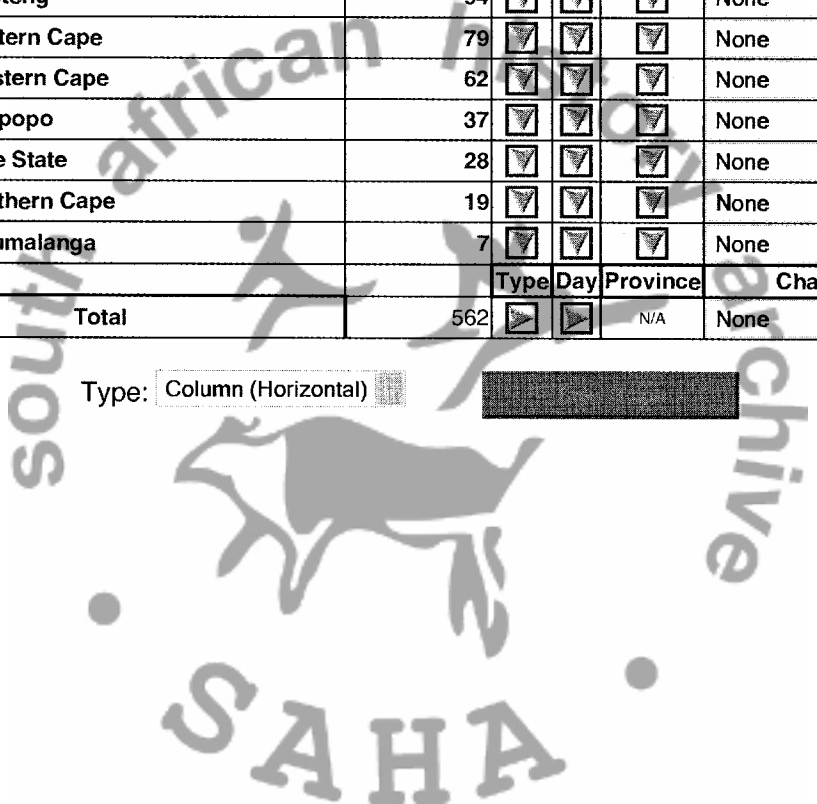 tern Cape 79 None
stern Cape 62 None
popo 37 None
e State 28 None
thern Cape 19 None
umalanga 7 None
Type Day Province Cha
Total 562 N/A None
Type: Column (Horizontal)
south african history archive
SAHA